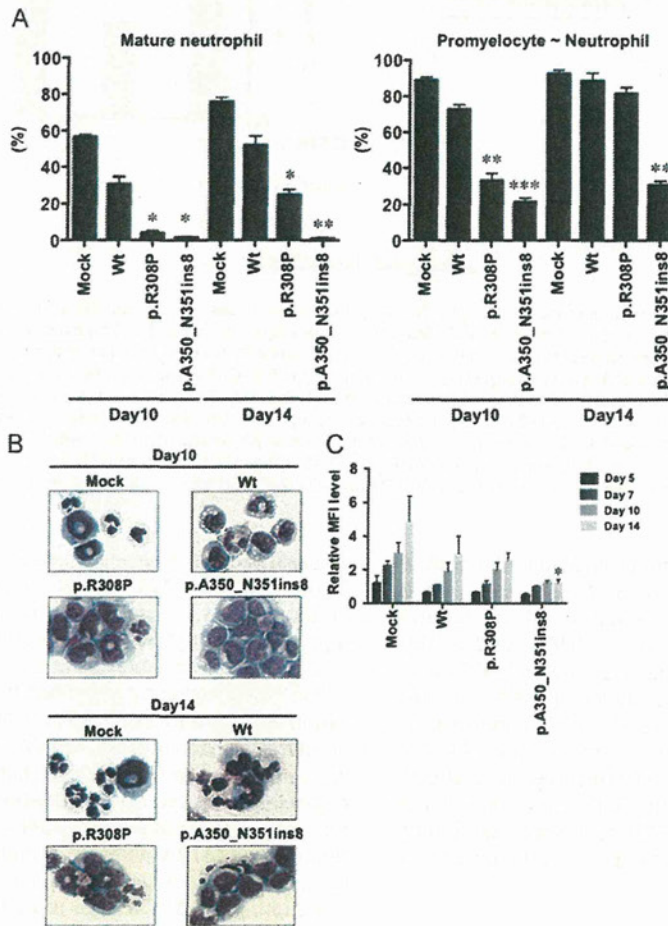 A
Mature neutrophil
(%)
100
80
60
40
20
0
* * * **
Mock
Wt
p.R308P
p.A350_N351ins8
Mock
Wt
p.R308P
p.A350_N351ins8
Day10
Day14
Promyelocyte ~ Neutrophil
(%)
100
80
60
40
20
0
** *** **
Mock
Wt
p.R308P
p.A350_N351ins8
Mock
Wt
p.R308P
p.A350_N351ins8
Day10
Day14
B
Day10
Mock
Wt
p.R308P
p.A350_N351ins8
Day14
Mock
Wt
p.R308P
p.A350_N351ins8
C
Relative MFI level
8
6
4
2
0
Day 5
Day 7
Day 10
Day 14
*
Mock
Wt
p.R308P
p.A350_N351ins8